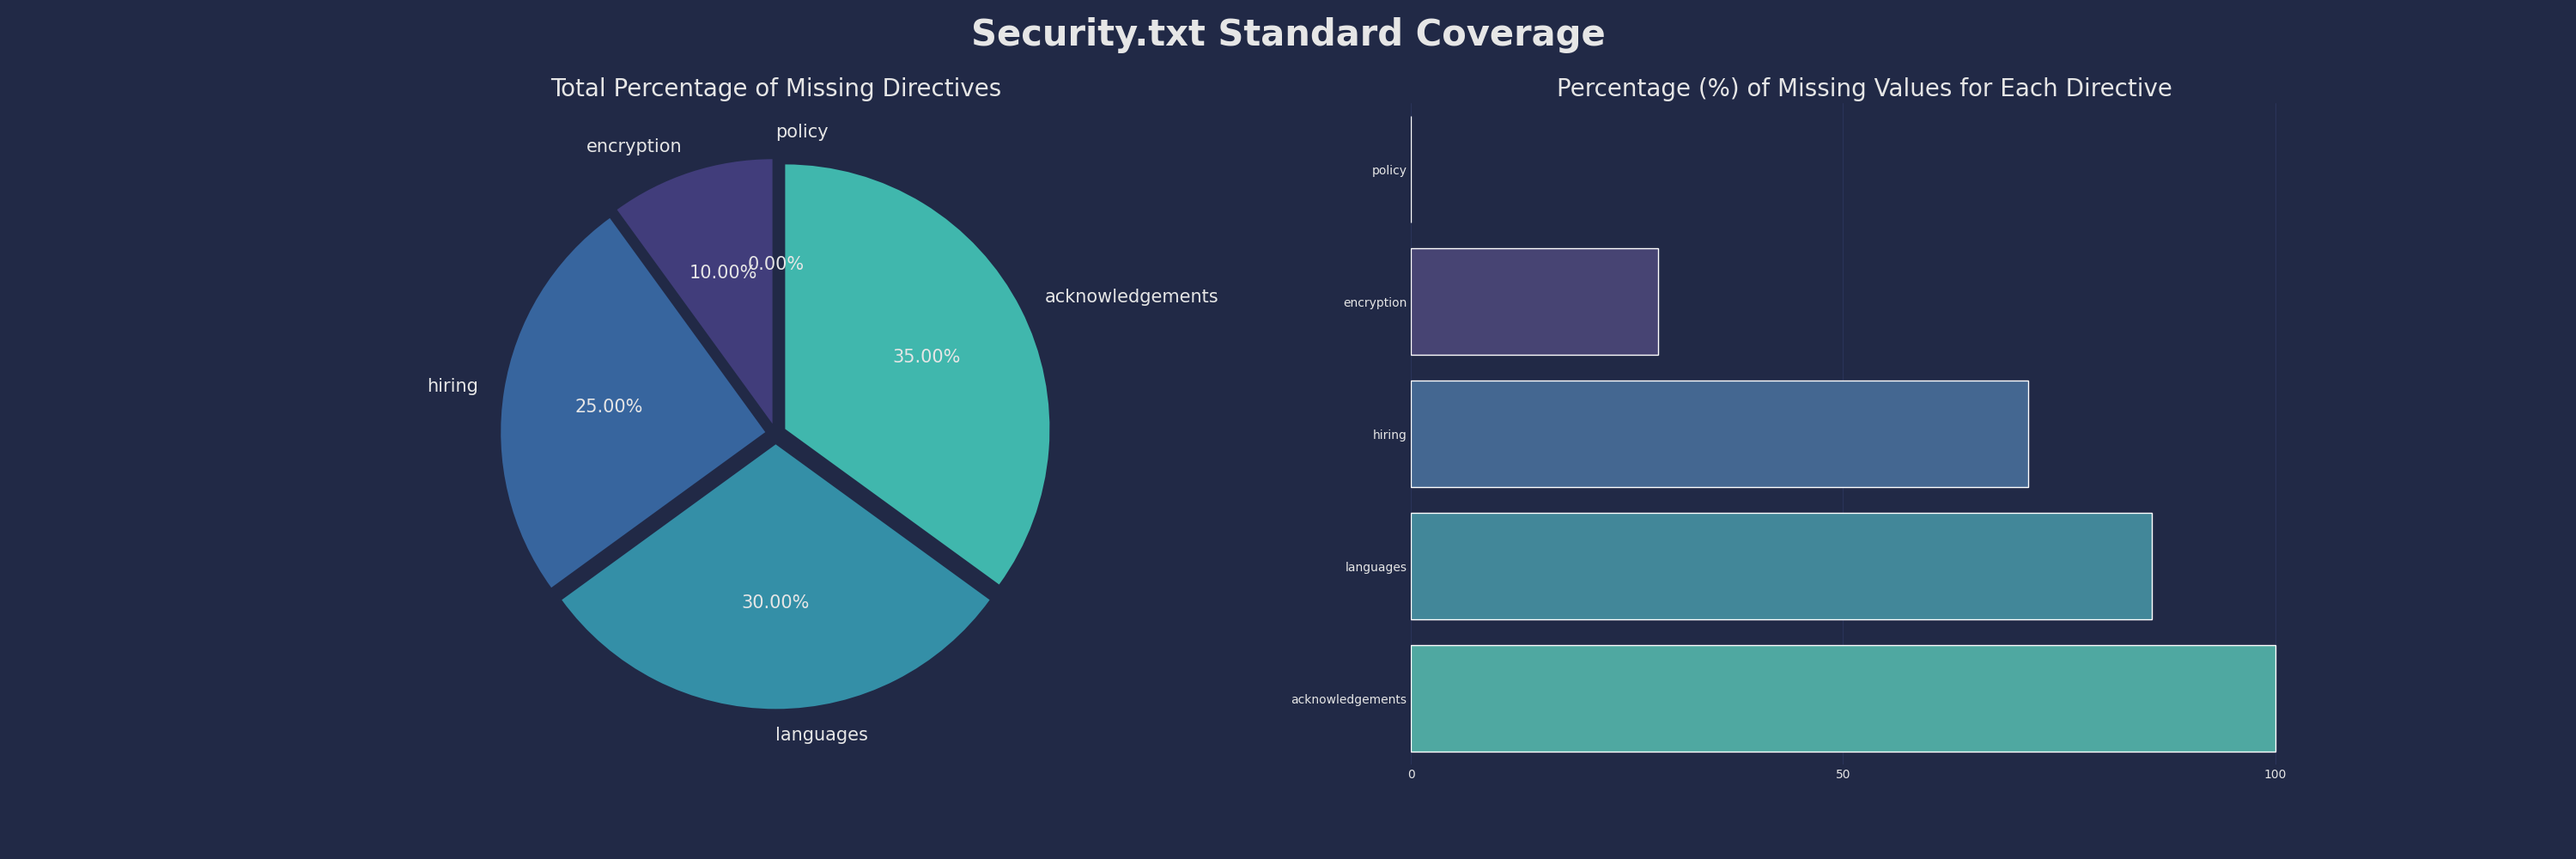 Security.txt Standard Coverage
Total Percentage of Missing Directives
policy
encryption
0.00%
10.00%
acknowledgements
35.00%
hiring
25.00%
30.00%
languages
Percentage (%) of Missing Values for Each Directive
policy
encryption
hiring
languages
acknowledgements
0
50
100